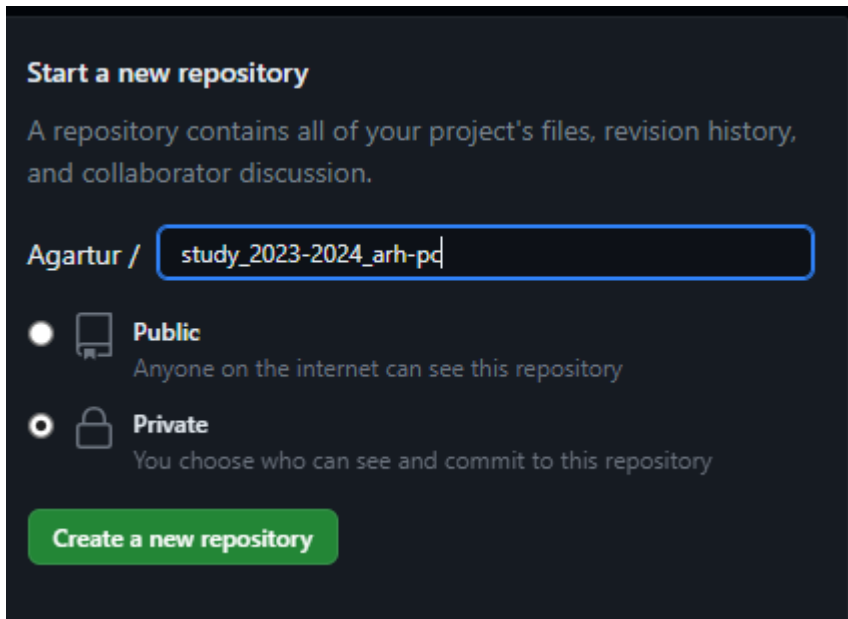 Start a new repository
A repository contains all of your project's files, revision history,
and collaborator discussion.
Agartur / study_2023-2024_arh-pc
Public
Anyone on the internet can see this repository
Private
You choose who can see and commit to this repository
Create a new repository